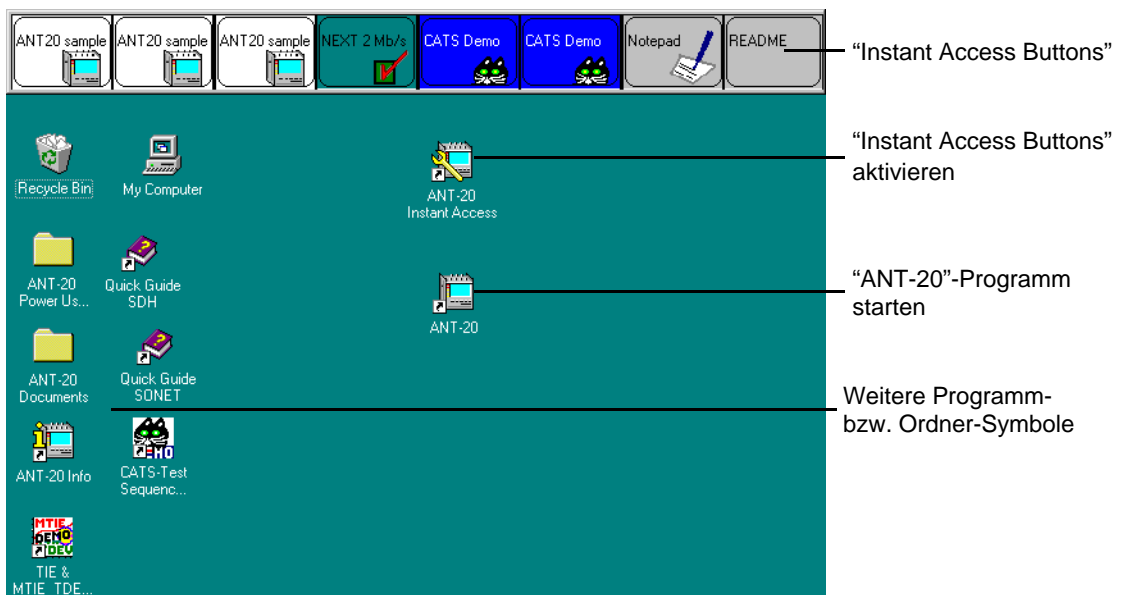 ANT20 sample
ANT20 sample
ANT20 sample
NEXT 2 Mb/s
CATS Demo
CATS Demo
Notepad
README
“Instant Access Buttons”
“Instant Access Buttons”
aktivieren
Recycle Bin
My Computer
ANT-20
Instant Access
ANT-20
Power Us...
Quick Guide
SDH
ANT-20
“ANT-20”-Programm
starten
ANT-20
Documents
Quick Guide
SONET
Weitere Programm-
bzw. Ordner-Symbole
ANT-20 Info
DEMO
CATS-Test
Sequenc...
MTIE
DEMO
TDEV
TIE &
MTIE_TDE...